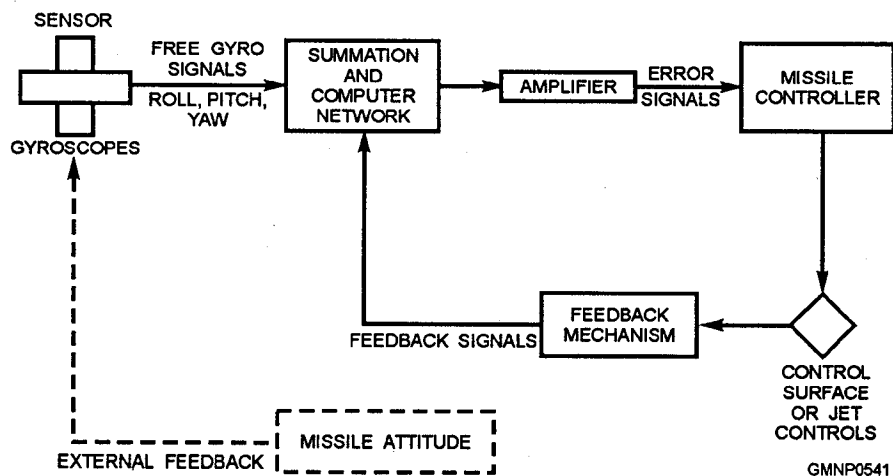 SENSOR
GYROSCOPES
FREE GYRO
SIGNALS
ROLL, PITCH,
YAW
SUMMATION
AND
COMPUTER
NETWORK
AMPLIFIER
ERROR
SIGNALS
MISSILE
CONTROLLER
FEEDBACK SIGNALS
FEEDBACK
MECHANISM
CONTROL
SURFACE
OR JET
CONTROLS
MISSILE ATTITUDE
EXTERNAL FEEDBACK
GMNP0541